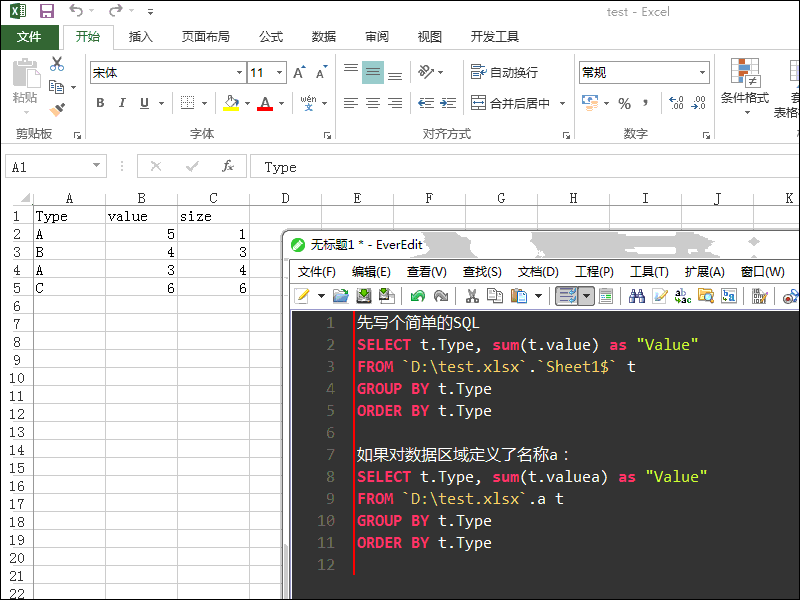 test - Excel
文件 开始 插入 页面布局 公式 数据 审阅 视图 开发工具
宋体 11 自动换行 常规
粘贴 B I U A wén 文 合并后居中 % 条件格式 套
表格
剪贴板 字体 对齐方式 数字
A1 fx Type
A B C D E F G H I J K
1 Type value size
2 A 5 1
3 B 4 3
4 A 3 4
5 C 6 6
6
7
8
9
10
11
12
13
14
15
16
17
18
19
20
21
22
无标题1 * - EverEdit
文件(F) 编辑(E) 查看(V) 查找(S) 文档(D) 工程(P) 工具(T) 扩展(A) 窗口(W)
1 先写个简单的SQL
2 SELECT t.Type, sum(t.value) as "Value"
3 FROM `D:\test.xlsx`.`Sheet1$` t
4 GROUP BY t.Type
5 ORDER BY t.Type
6
7 如果对数据区域定义了名称a：
8 SELECT t.Type, sum(t.valuea) as "Value"
9 FROM `D:\test.xlsx`.a t
10 GROUP BY t.Type
11 ORDER BY t.Type
12